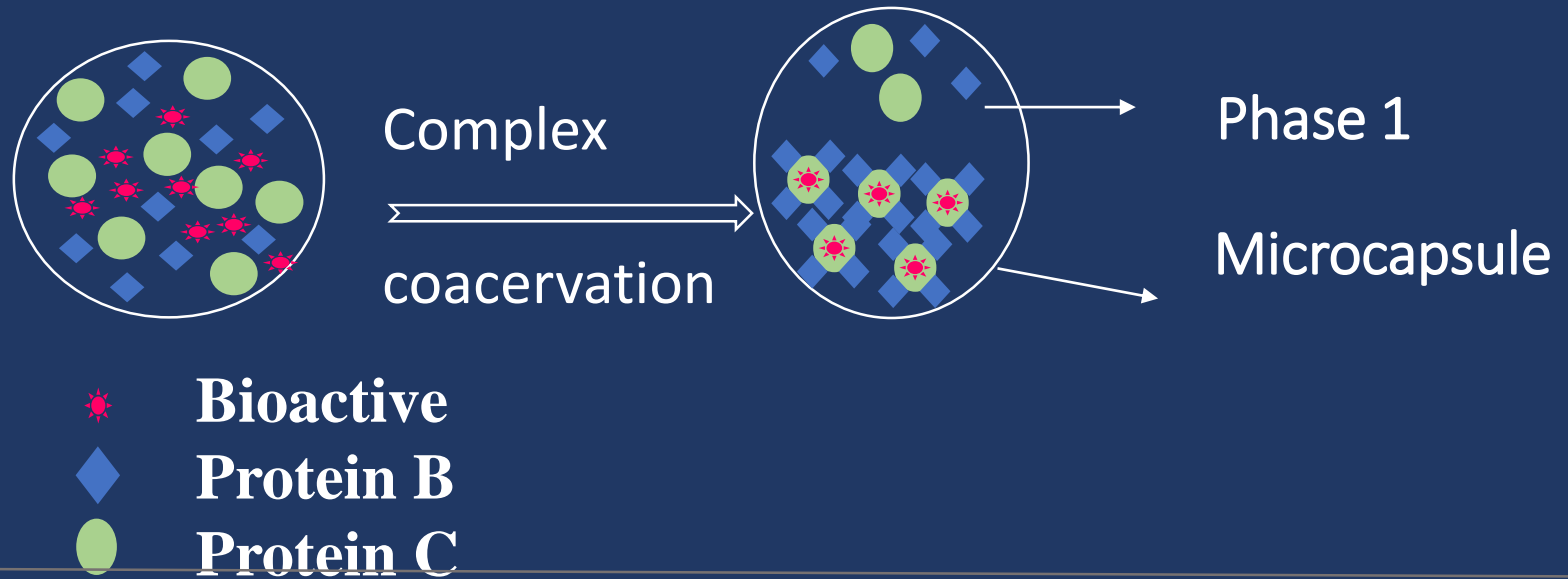 Complex
coacervation
Phase 1
Microcapsule
Bioactive
Protein B
Protein C